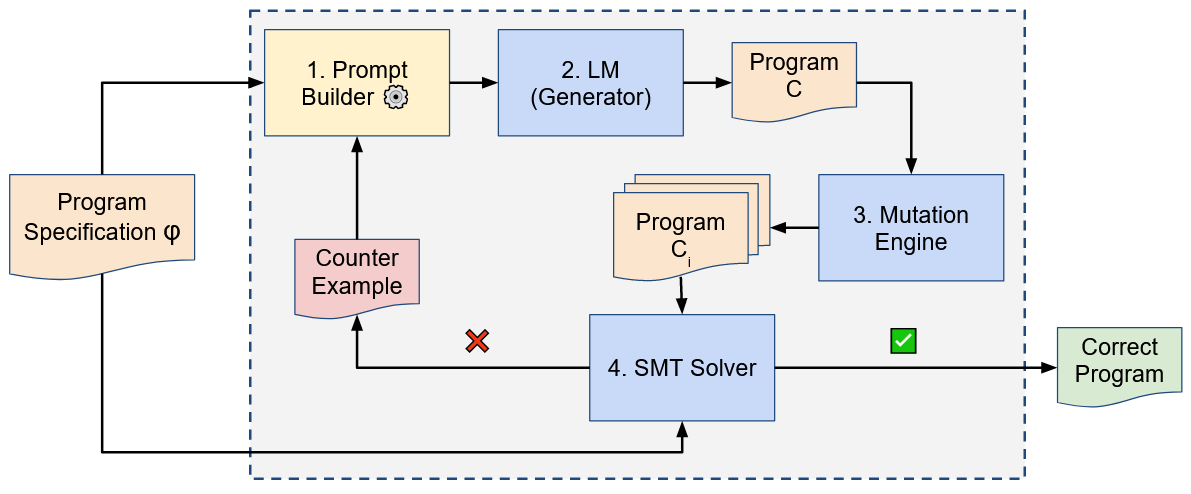 1. Prompt
Builder
2. LM
(Generator)
Program
C
Program
Specification φ
3. Mutation
Engine
Program
Ci
Counter
Example
4. SMT Solver
Correct
Program